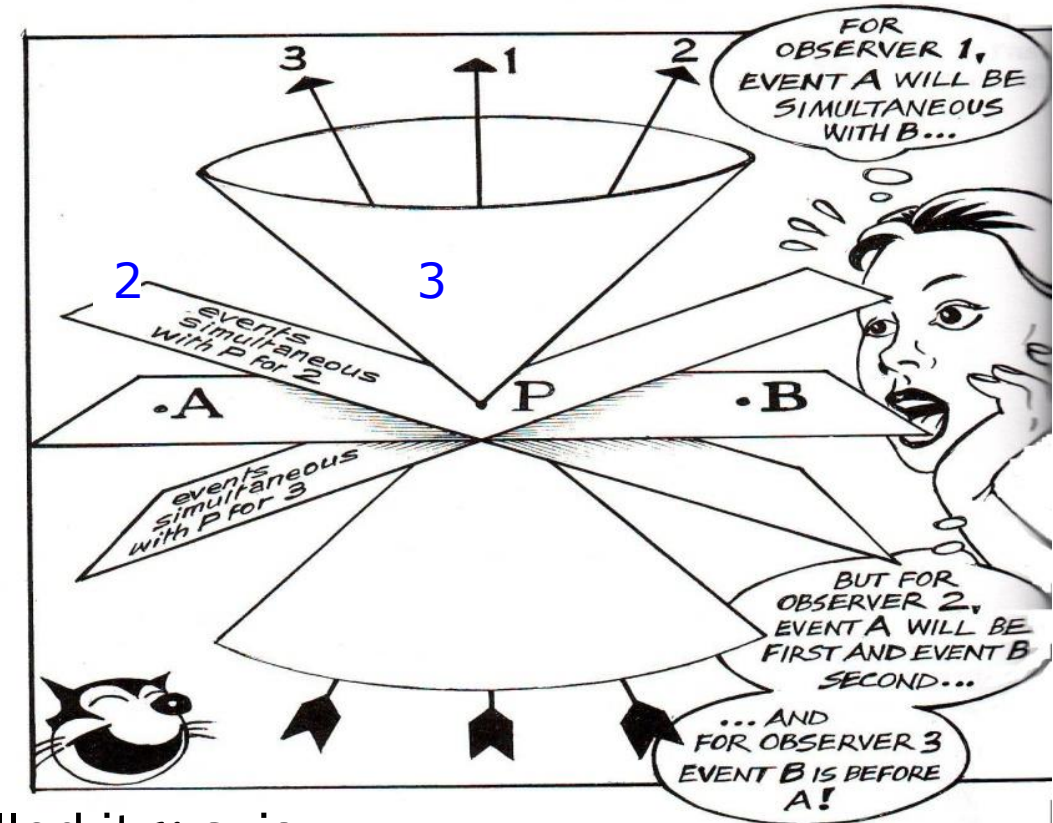 3
1
2
FOR
OBSERVER 1,
EVENT A WILL BE
SIMULTANEOUS
WITH B...
2
3
events
simultaneous
with P for 2
A
P
B
events
simultaneous
with P for 3
BUT FOR
OBSERVER 2,
EVENT A WILL BE
FIRST AND EVENT B
SECOND...
... AND
FOR OBSERVER 3
EVENT B IS BEFORE
A!